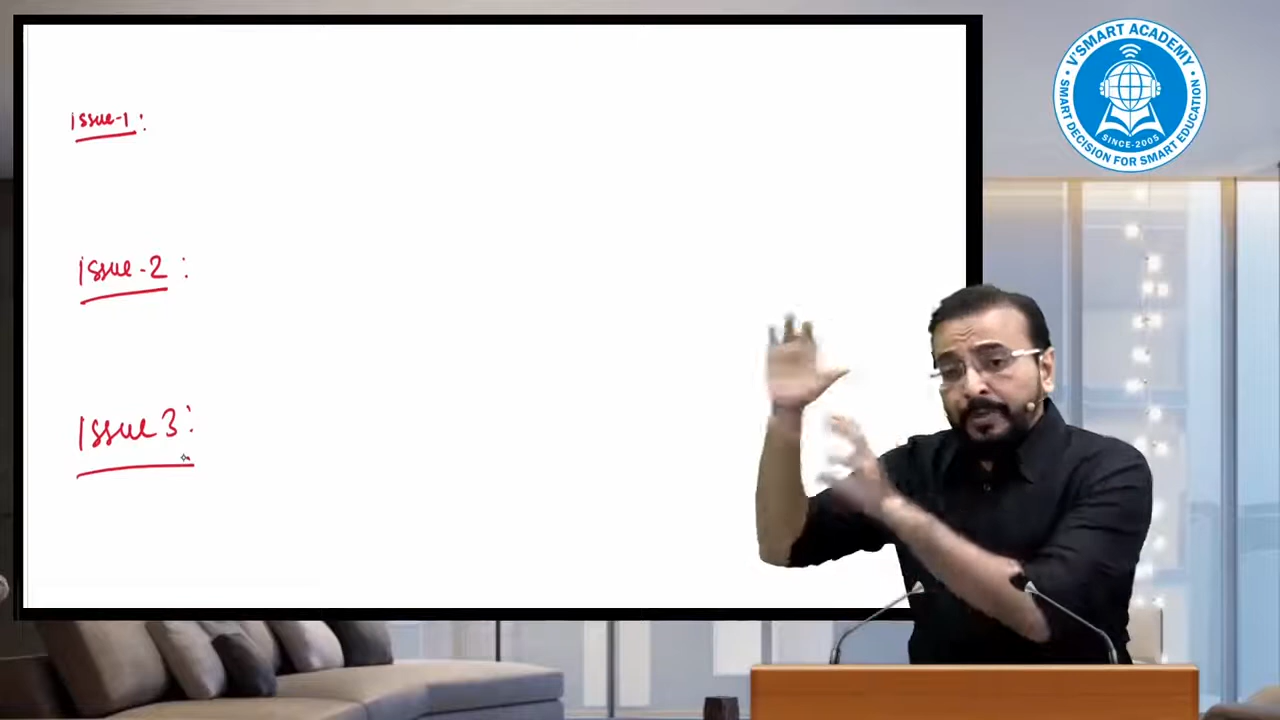 Issue-1:
Issue-2:
Issue 3:
V'SMART ACADEMY
SMART DECISION FOR SMART EDUCATION
SINCE-2005